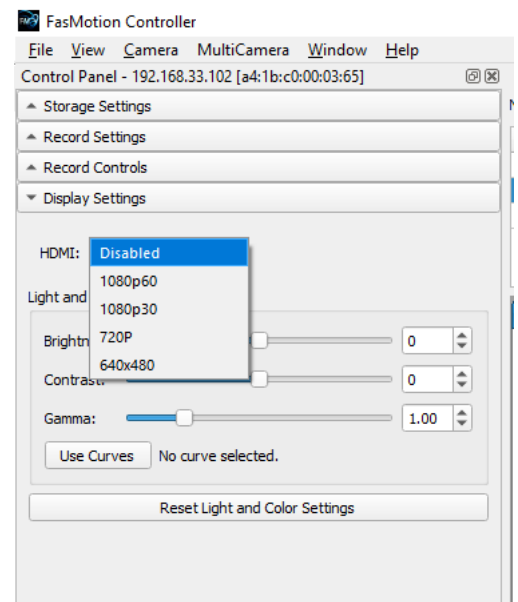 FasMotion Controller
File View Camera MultiCamera Window Help
Control Panel - 192.168.33.102 [a4:1b:c0:00:03:65]
Storage Settings
Record Settings
Record Controls
Display Settings
HDMI: Disabled
1080p60
1080p30
720P
640x480
Light and
Brightn 0
Contrast: 0
Gamma: 1.00
Use Curves No curve selected.
Reset Light and Color Settings